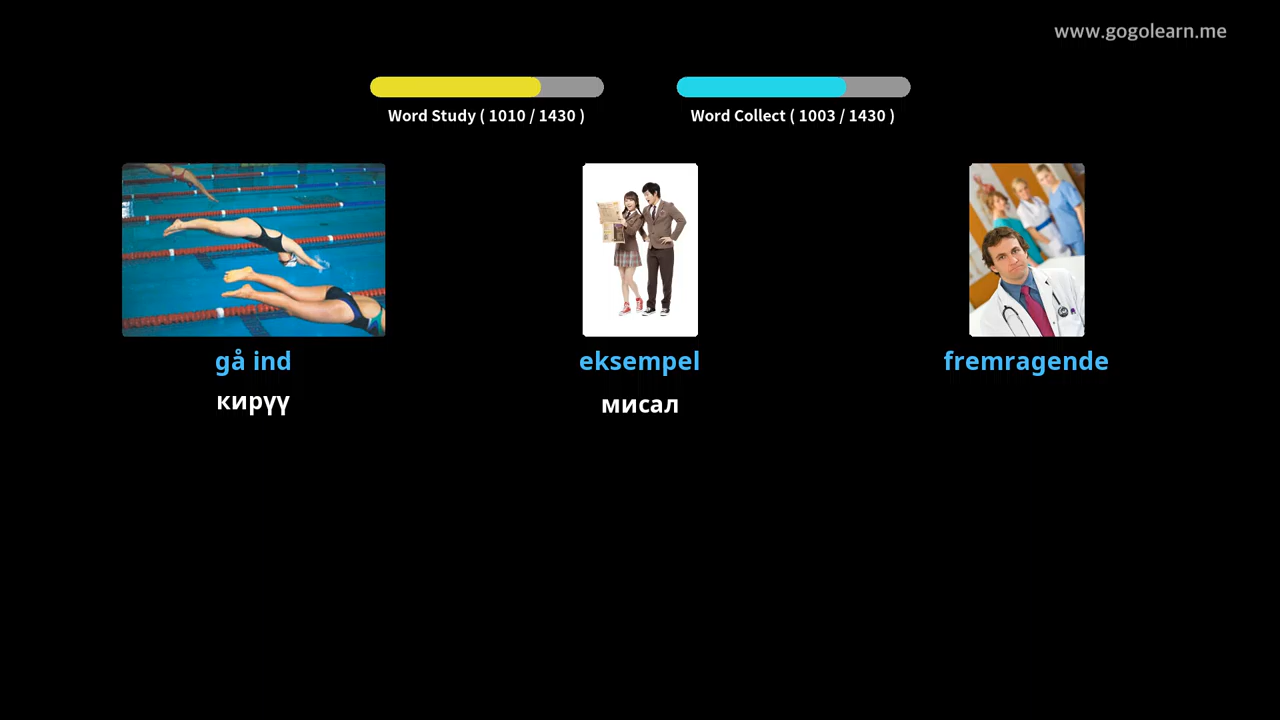 www.gogolearn.me
Word Study ( 1010 / 1430 )
Word Collect ( 1003 / 1430 )
gå ind
eksempel
fremragende
кирүү
мисал